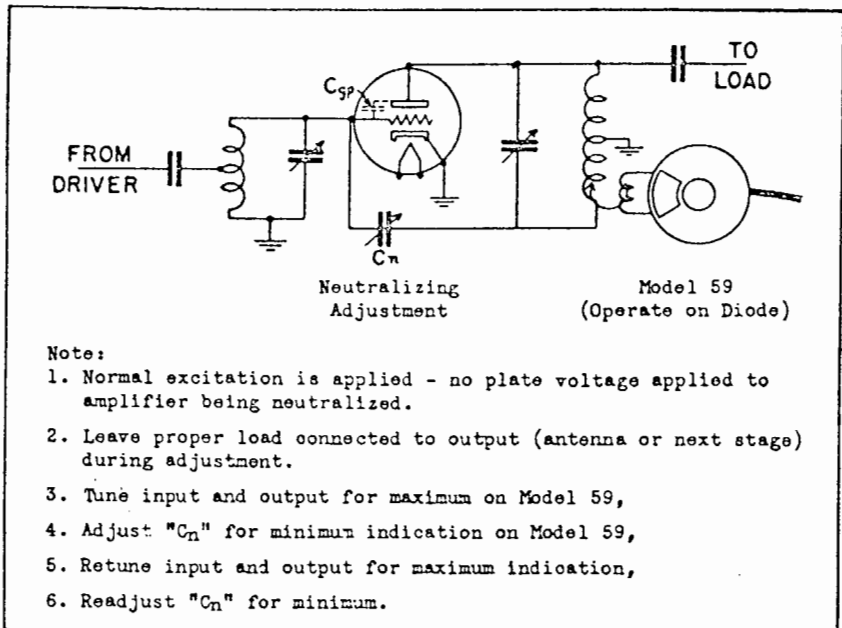 TO
LOAD
Cgp
FROM
DRIVER
Cn
Neutralizing
Adjustment
Model 59
(Operate on Diode)
Note:
1. Normal excitation is applied - no plate voltage applied to
amplifier being neutralized.
2. Leave proper load connected to output (antenna or next stage)
during adjustment.
3. Tune input and output for maximum on Model 59,
4. Adjust "Cn" for minimun indication on Model 59,
5. Retune input and output for maximum indication,
6. Readjust "Cn" for minimum.